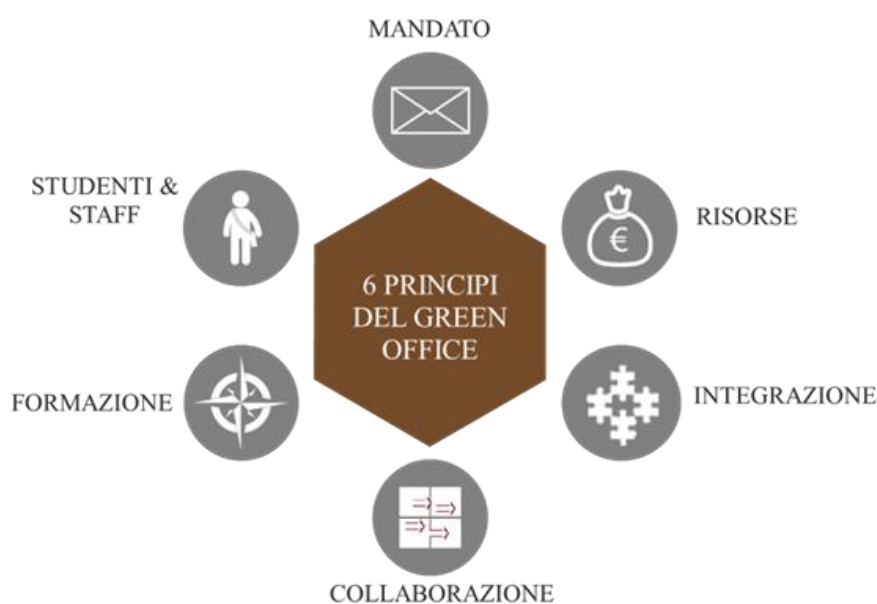 MANDATO
STUDENTI &
STAFF
RISORSE
€
6 PRINCIPI
DEL GREEN
OFFICE
FORMAZIONE
INTEGRAZIONE
COLLABORAZIONE